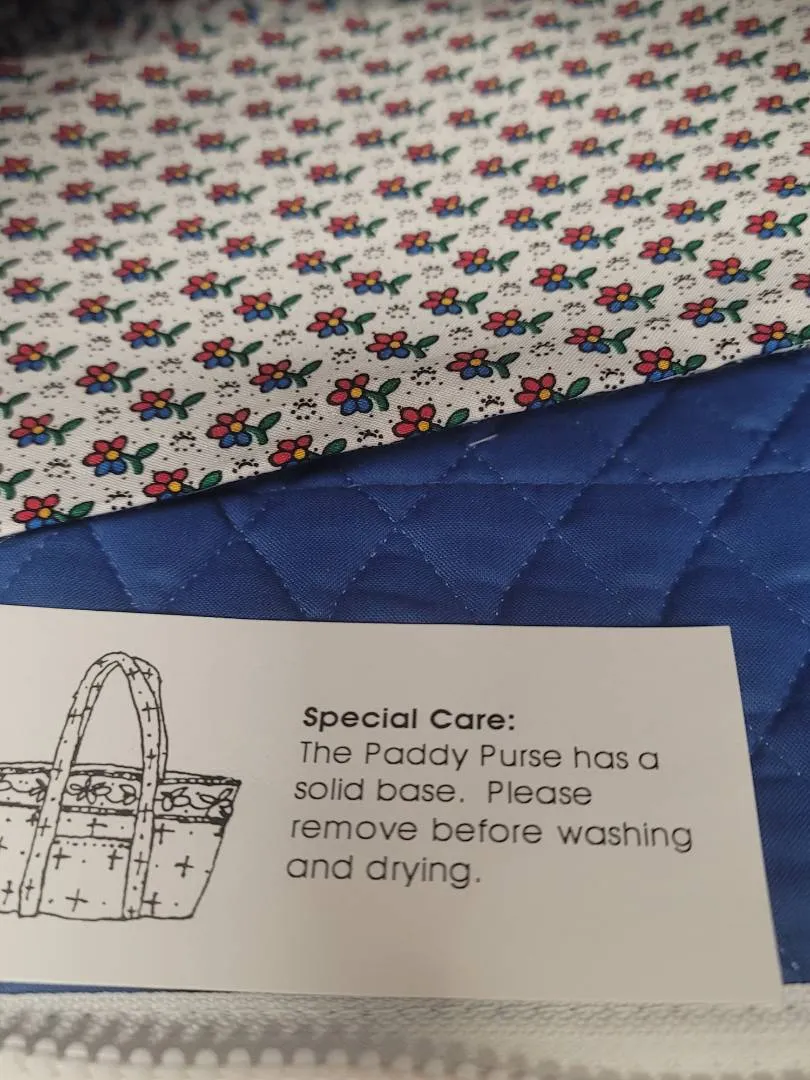 Special Care:
The Paddy Purse has a
solid base. Please
remove before washing
and drying.